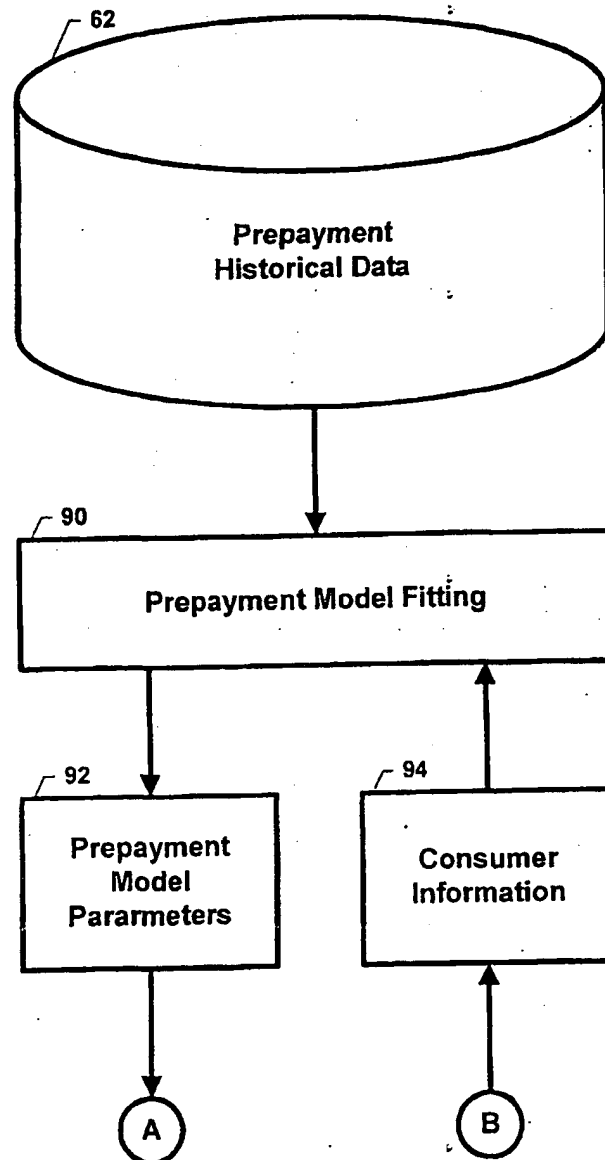 62
Prepayment
Historical Data
90
Prepayment Model Fitting
92
Prepayment
Model
Pararmeters
94
Consumer
Information
A
B